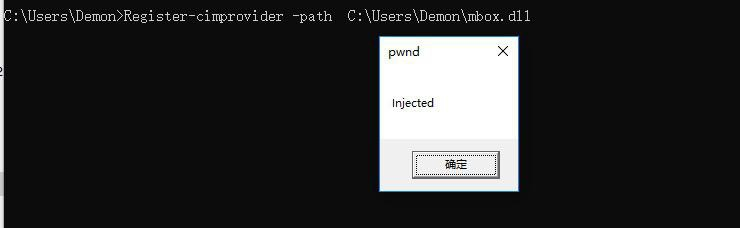 C:\Users\Demon>Register-cimprovider -path  C:\Users\Demon\mbox.dll
pwnd
Injected
确定